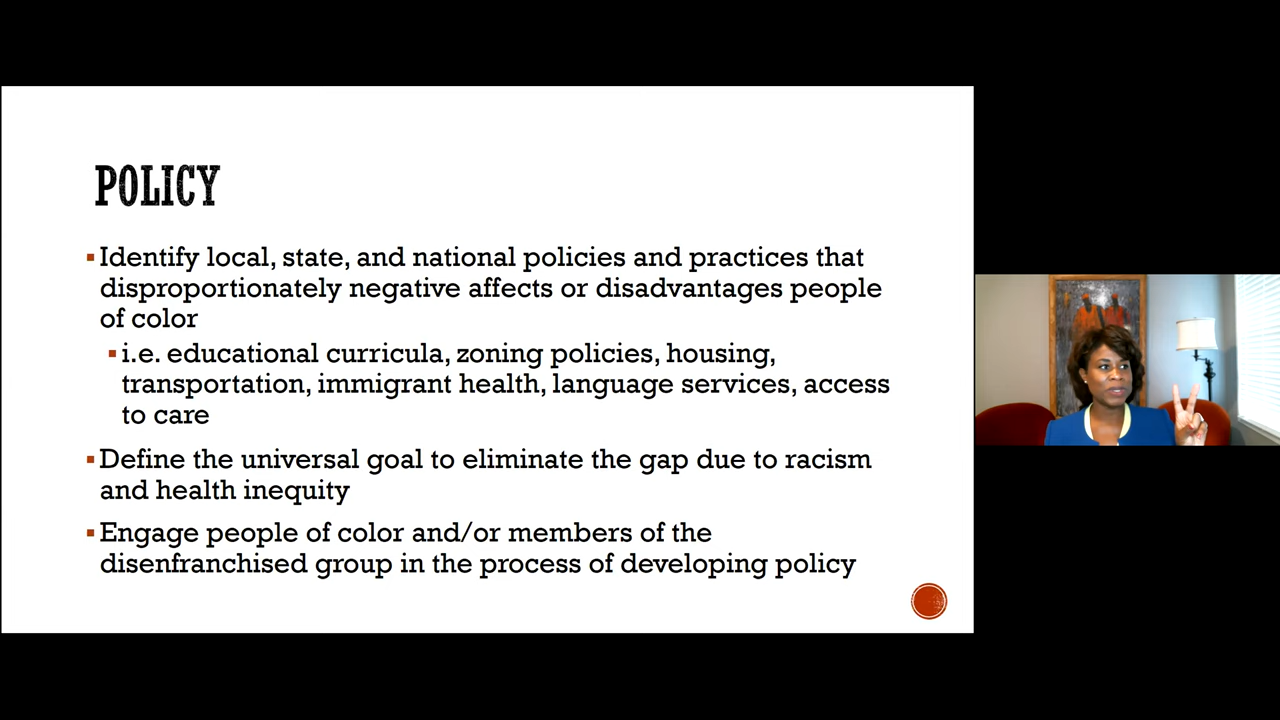 POLICY
▪Identify local, state, and national policies and practices that
disproportionately negative affects or disadvantages people
of color
▪i.e. educational curricula, zoning policies, housing,
transportation, immigrant health, language services, access
to care
▪Define the universal goal to eliminate the gap due to racism
and health inequity
▪Engage people of color and/or members of the
disenfranchised group in the process of developing policy